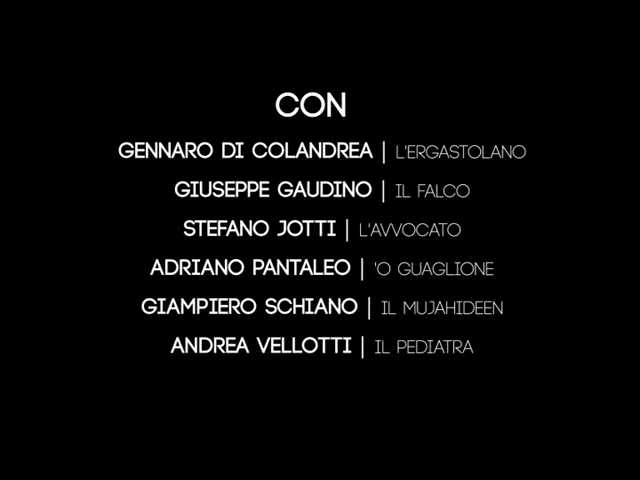 CON
GENNARO DI COLANDREA | L'ERGASTOLANO
GIUSEPPE GAUDINO | IL FALCO
STEFANO JOTTI | L'AVVOCATO
ADRIANO PANTALEO | 'O GUAGLIONE
GIAMPIERO SCHIANO | IL MUJAHIDEEN
ANDREA VELLOTTI | IL PEDIATRA